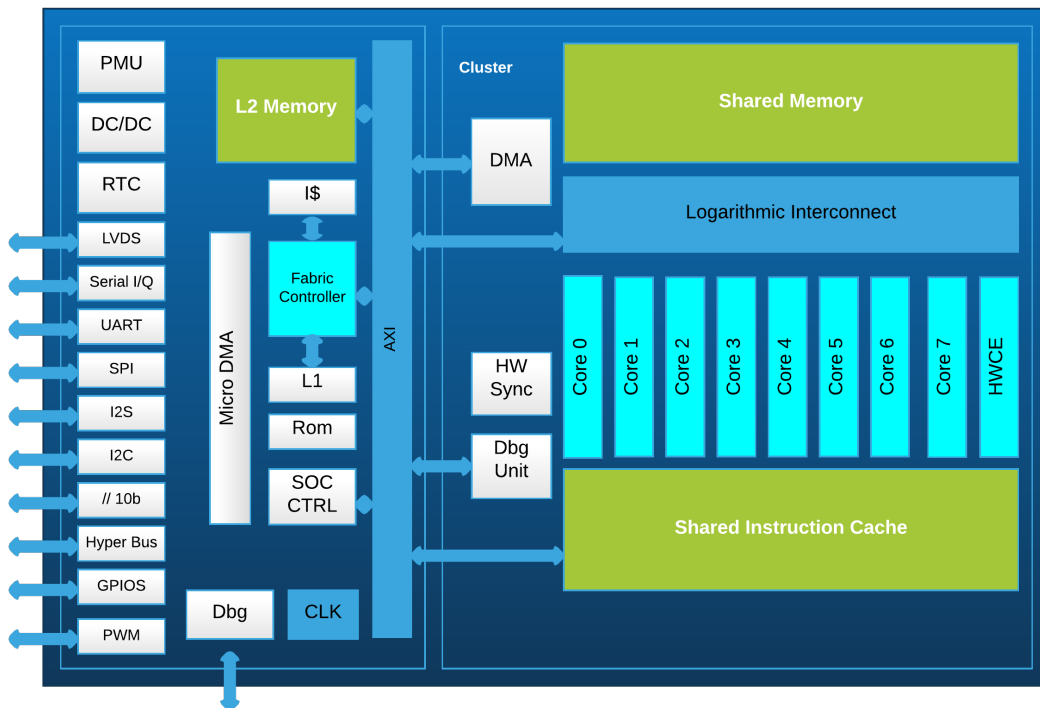 PMU
DC/DC
RTC
LVDS
Serial I/Q
UART
SPI
I2S
I2C
// 10b
Hyper Bus
GPIOS
PWM
L2 Memory
I$
Fabric
Controller
L1
Rom
SOC
CTRL
Micro DMA
Dbg
CLK
AXI
Cluster
DMA
HW
Sync
Dbg
Unit
Shared Memory
Logarithmic Interconnect
Core 0
Core 1
Core 2
Core 3
Core 4
Core 5
Core 6
Core 7
HWCE
Shared Instruction Cache